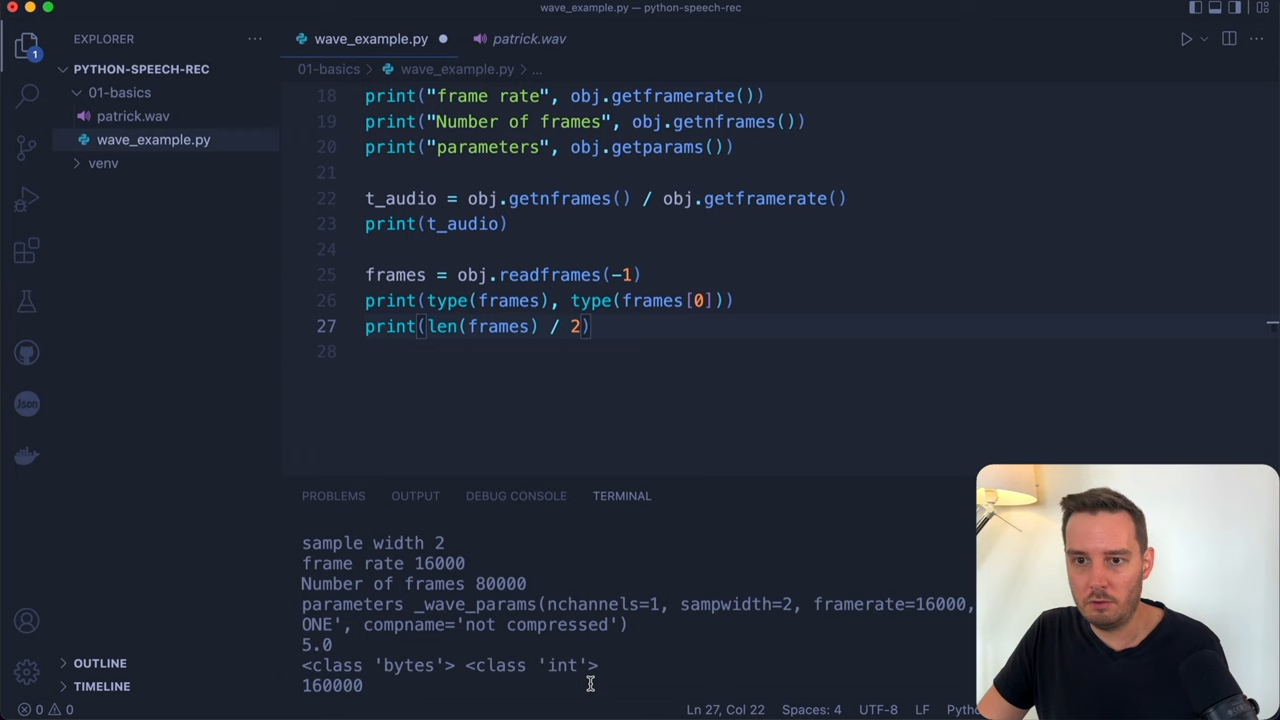 wave_example.py — python-speech-rec
EXPLORER
wave_example.py
patrick.wav
1
PYTHON-SPEECH-REC
01-basics
patrick.wav
wave_example.py
venv
01-basics > wave_example.py > ...
18 print("frame rate", obj.getframerate())
19 print("Number of frames", obj.getnframes())
20 print("parameters", obj.getparams())
21
22 t_audio = obj.getnframes() / obj.getframerate()
23 print(t_audio)
24
25 frames = obj.readframes(-1)
26 print(type(frames), type(frames[0]))
27 print(len(frames) / 2)
28
Json
PROBLEMS OUTPUT DEBUG CONSOLE TERMINAL
sample width 2
frame rate 16000
Number of frames 80000
parameters _wave_params(nchannels=1, sampwidth=2, framerate=16000,
ONE', compname='not compressed')
5.0
<class 'bytes'> <class 'int'>
160000
OUTLINE
TIMELINE
0 0
Ln 27, Col 22 Spaces: 4 UTF-8 LF Pytho